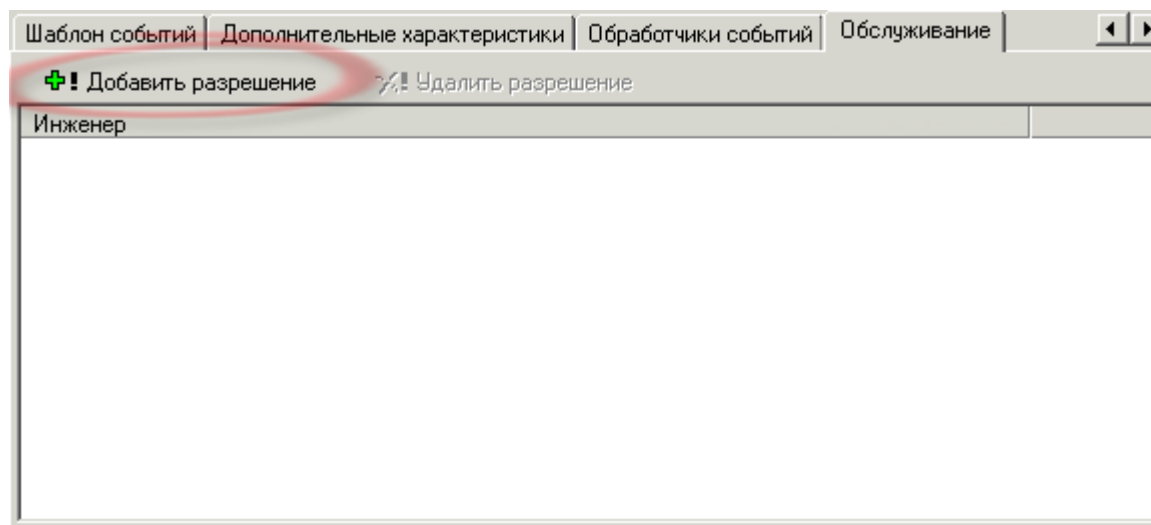 Шаблон событий Дополнительные характеристики Обработчики событий Обслуживание
Добавить разрешение Удалить разрешение
Инженер